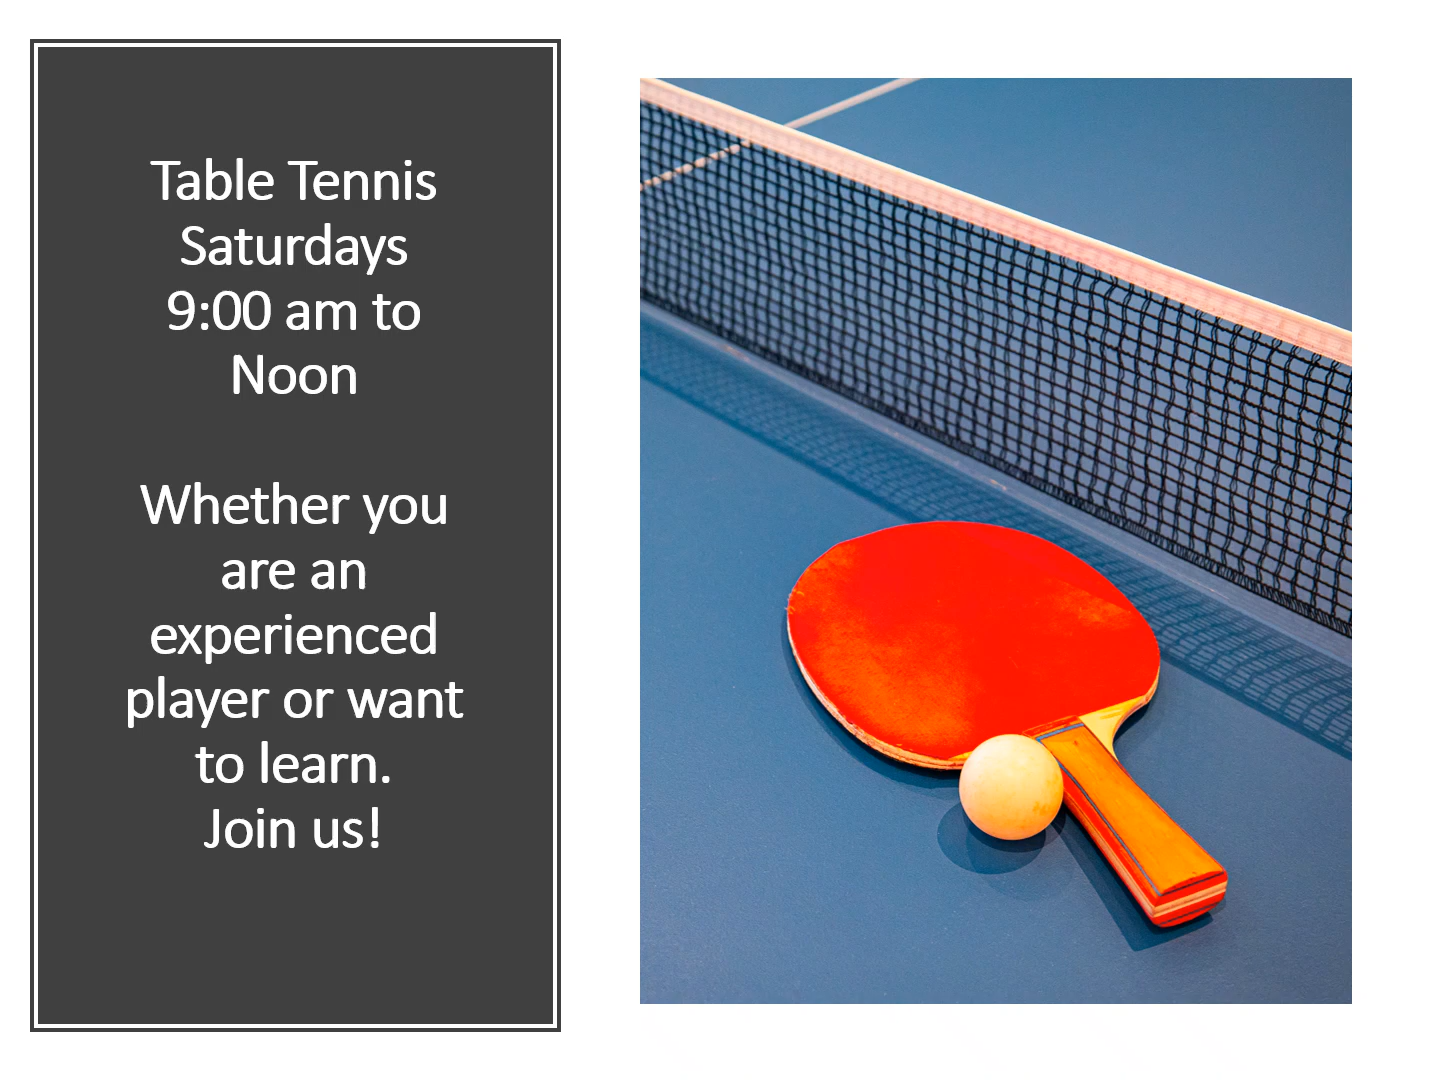 Table Tennis
Saturdays
9:00 am to
Noon
Whether you
are an
experienced
player or want
to learn.
Join us!